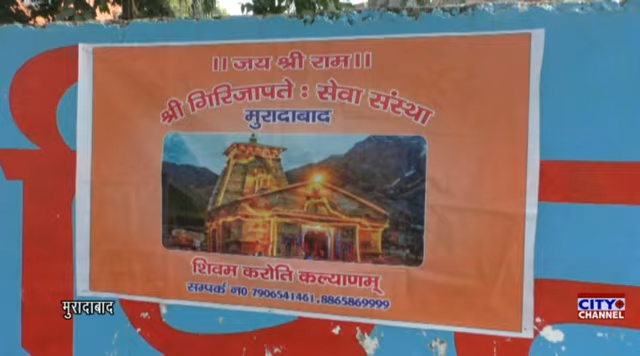 ।। जय श्री राम।।
श्री गिरिजापते : सेवा संस्था
मुरादाबाद
शिवम करोति कल्याणम्
सम्पर्क न0 7906541461,8865869999
मुरादाबाद
CITY
CHANNEL